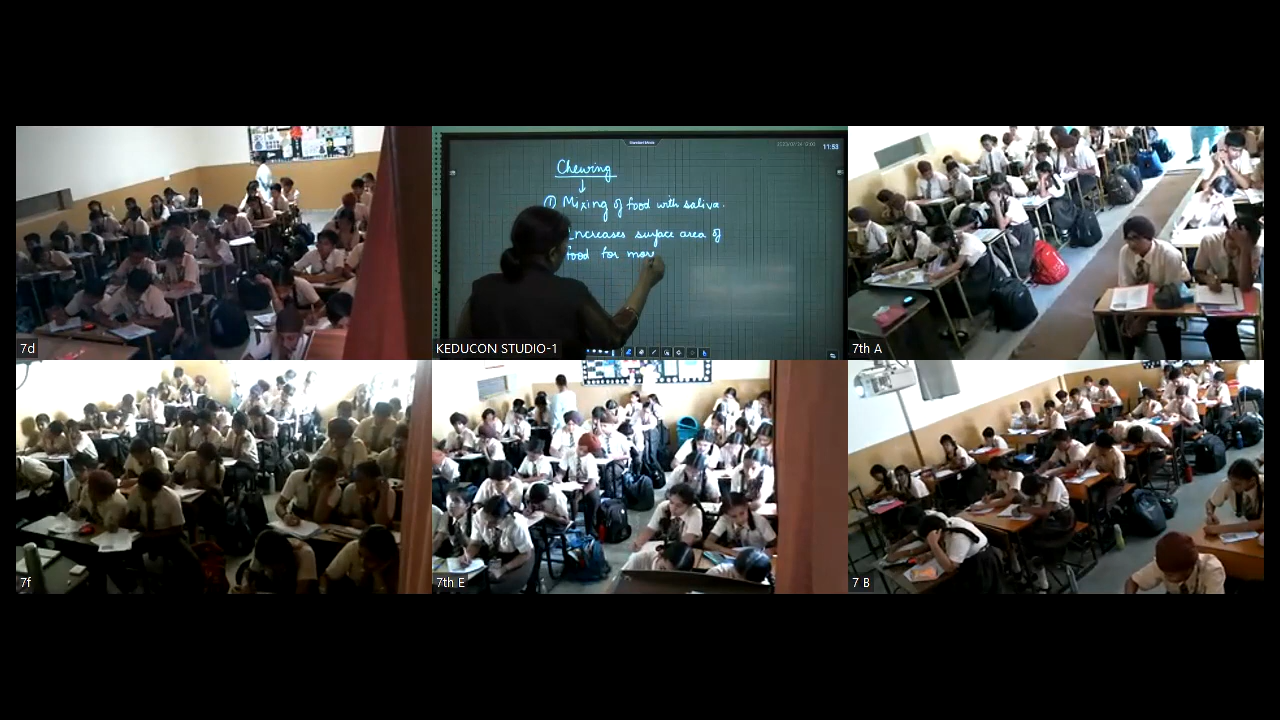 7d
Chewing
↓
① Mixing of food with saliva.
Increases surface area of
food for mor
11:53
KEDUCON STUDIO-1
7th A
7f
7th E
7 B